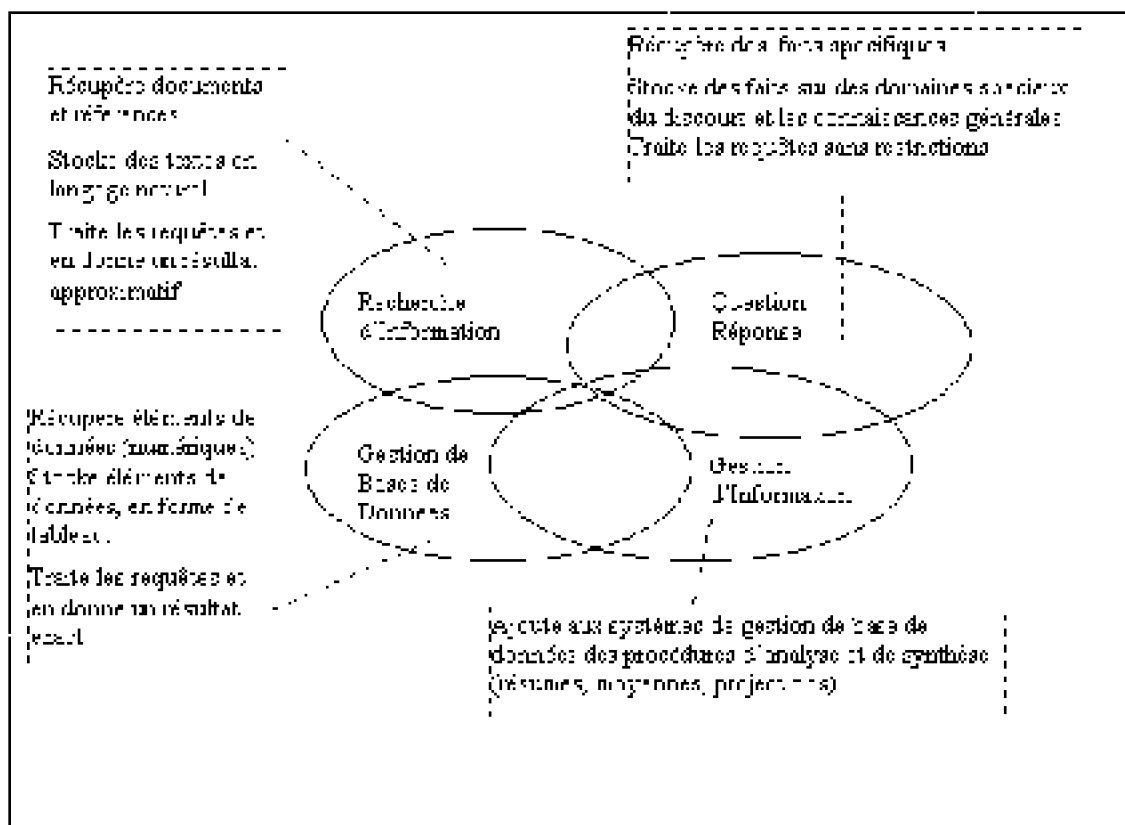 Récupère documents
et références
Stocke des textes en
langage naturel
Traite les requêtes et
en donne un résultat
approximatif
Récupère des faits spécifiques
Stocke des faits sur des domaines spéciaux
du discours et les connaissances générales
Traite les requêtes sans restrictions
Recherche
d'Information
Question
Réponse
Récupère éléments de
données (numériques)
Stocke éléments de
données, en forme de
tableau.
Traite les requêtes et
en donne un résultat
exact
Gestion de
Bases de
Données
Gestion
d'Information
Ajoute aux systèmes de gestion de base de
données des procédures d'analyse et de synthèse
(résumes, moyennes, projections)